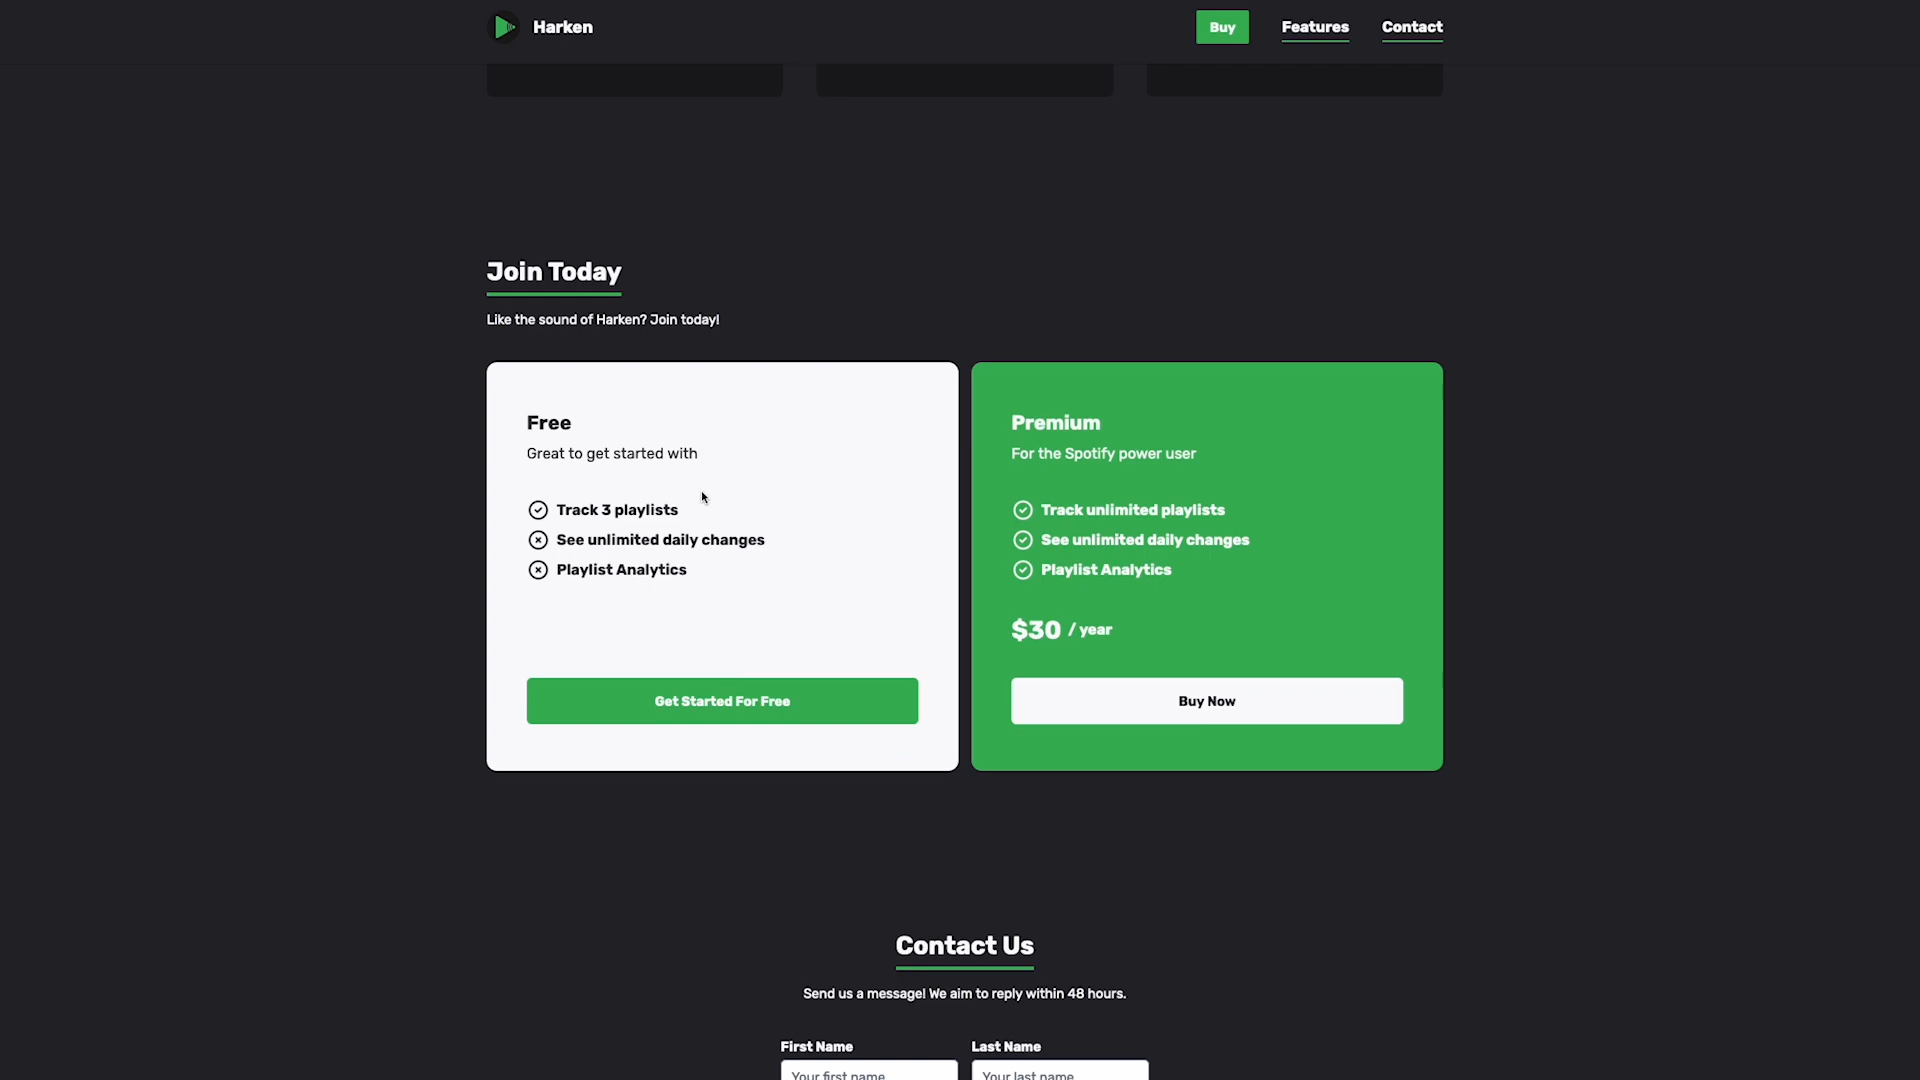 Harken
Buy
Features
Contact
Join Today
Like the sound of Harken? Join today!
Free
Great to get started with
Track 3 playlists
See unlimited daily changes
Playlist Analytics
Get Started For Free
Premium
For the Spotify power user
Track unlimited playlists
See unlimited daily changes
Playlist Analytics
$30 / year
Buy Now
Contact Us
Send us a message! We aim to reply within 48 hours.
First Name
Last Name
Your first name
Your last name